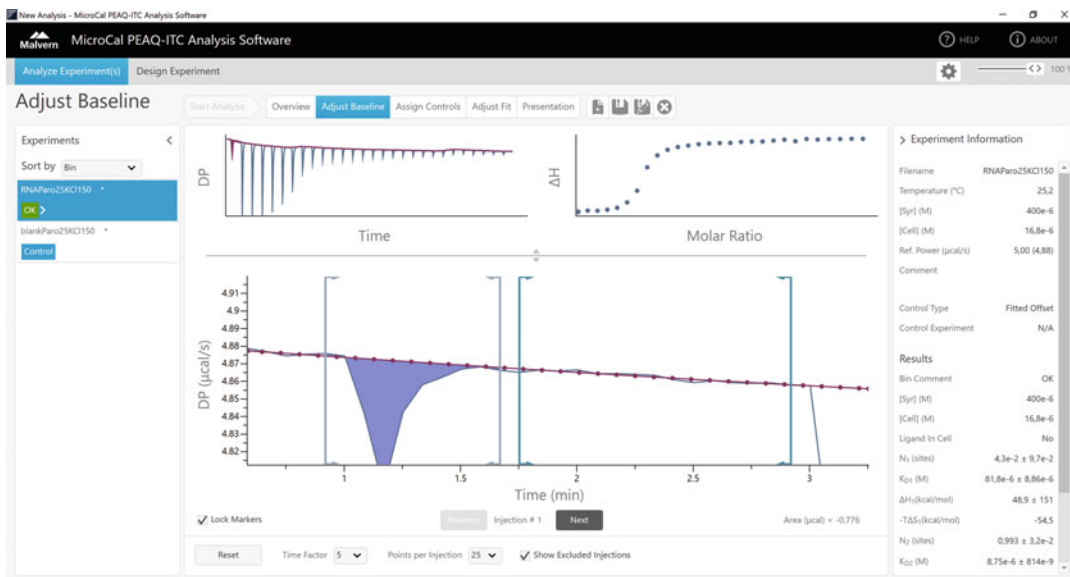 New Analysis - MicroCal PEAQ-ITC Analysis Software
Malvern MicroCal PEAQ-ITC Analysis Software
HELP ABOUT
Analyze Experiment(s) Design Experiment
100 %
Adjust Baseline
Start Analysis Overview Adjust Baseline Assign Controls Adjust Fit Presentation
Experiments
Sort by Bin
RNAParo25KCl150 *
OK
blankParo25KCl150 *
Control
DP
Time
ΔH
Molar Ratio
DP (µcal/s)
4.91
4.9
4.89
4.88
4.87
4.86
4.85
4.84
4.83
4.82
1 1.5 2 2.5 3
Time (min)
Lock Markers Previous Injection # 1 Next Area (µcal) = -0,776
Reset Time Factor 5 Points per Injection 25 Show Excluded Injections
Experiment Information
Filename RNAParo25KCl150
Temperature (°C) 25,2
[Syr] (M) 400e-6
[Cell] (M) 16,8e-6
Ref. Power (µcal/s) 5,00 (4,88)
Comment
Control Type Fitted Offset
Control Experiment N/A
Results
Bin Comment OK
[Syr] (M) 400e-6
[Cell] (M) 16,8e-6
Ligand In Cell No
N₁ (sites) 4,3e-2 ± 9,7e-2
K_D1 (M) 81,8e-6 ± 8,86e-6
ΔH₁(kcal/mol) 48,9 ± 151
-TΔS₁(kcal/mol) -54,5
N₂ (sites) 0,993 ± 3,2e-2
K_D2 (M) 8,75e-6 ± 814e-9